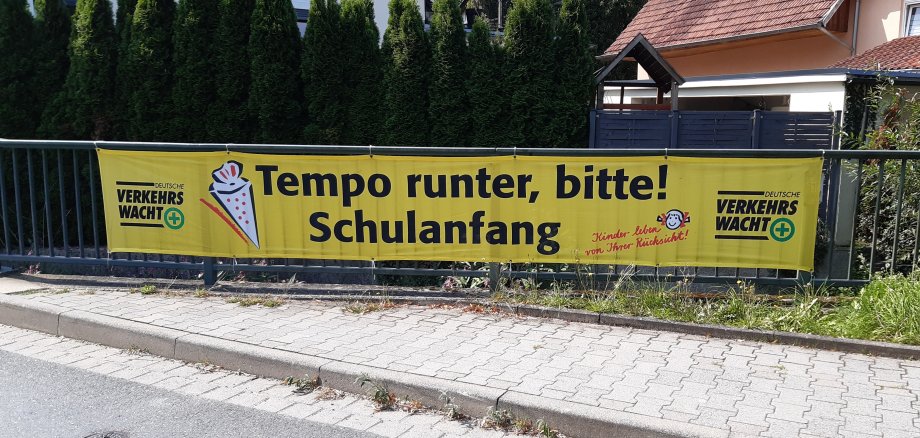 DEUTSCHE
VERKEHRS
WACHT
Tempo runter, bitte!
Schulanfang
Kinder leben
von Ihrer Rücksicht!
DEUTSCHE
VERKEHRS
WACHT